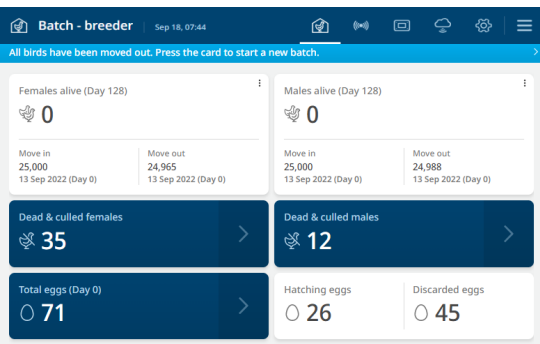 Batch - breeder Sep 18, 07:44
All birds have been moved out. Press the card to start a new batch.
Females alive (Day 128)
0
Move in
25,000
13 Sep 2022 (Day 0)
Move out
24,965
13 Sep 2022 (Day 0)
Males alive (Day 128)
0
Move in
25,000
13 Sep 2022 (Day 0)
Move out
24,988
13 Sep 2022 (Day 0)
Dead & culled females
35
Dead & culled males
12
Total eggs (Day 0)
71
Hatching eggs
26
Discarded eggs
45